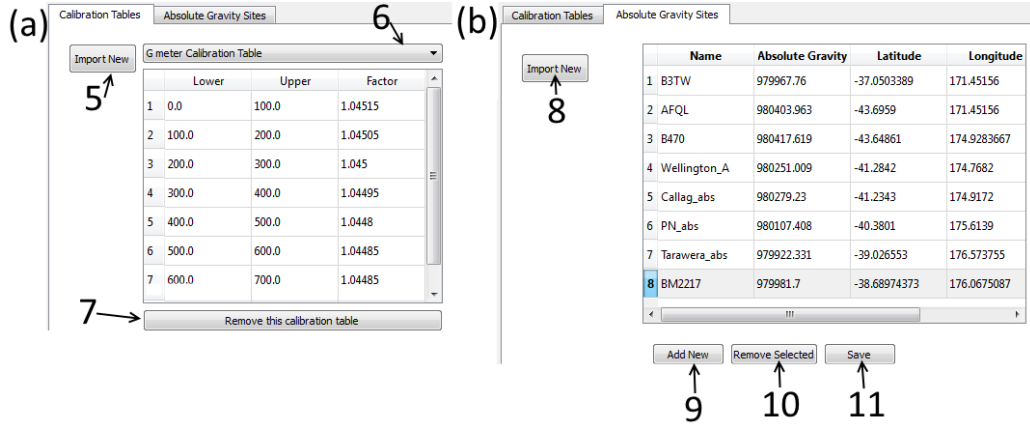 (a)
Calibration Tables Absolute Gravity Sites
6
Import New
G meter Calibration Table
5
Lower Upper Factor
1 0.0 100.0 1.04515
2 100.0 200.0 1.04505
3 200.0 300.0 1.045
4 300.0 400.0 1.04495
5 400.0 500.0 1.0448
6 500.0 600.0 1.04485
7 600.0 700.0 1.04485
7
Remove this calibration table
(b)
Calibration Tables Absolute Gravity Sites
Import New
8
Name Absolute Gravity Latitude Longitude
1 B3TW 979967.76 -37.0503389 171.45156
2 AFQL 980403.963 -43.6959 171.45156
3 B470 980417.619 -43.64861 174.9283667
4 Wellington_A 980251.009 -41.2842 174.7682
5 Callag_abs 980279.23 -41.2343 174.9172
6 PN_abs 980107.408 -40.3801 175.6139
7 Tarawera_abs 979922.331 -39.026553 176.573755
8 BM2217 979981.7 -38.68974373 176.0675087
Add New Remove Selected Save
9 10 11